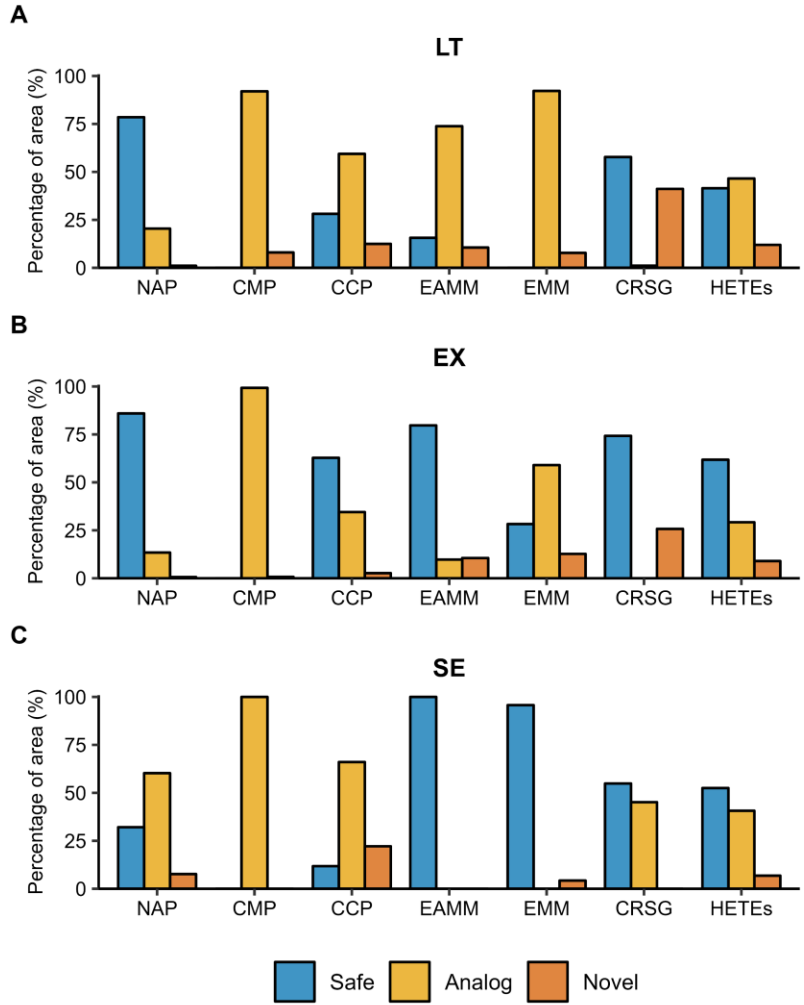 A
LT
Percentage of area (%)
100
75
50
25
0
NAP CMP CCP EAMM EMM CRSG HETEs
B
EX
Percentage of area (%)
100
75
50
25
0
NAP CMP CCP EAMM EMM CRSG HETEs
C
SE
Percentage of area (%)
100
75
50
25
0
NAP CMP CCP EAMM EMM CRSG HETEs
Safe Analog Novel